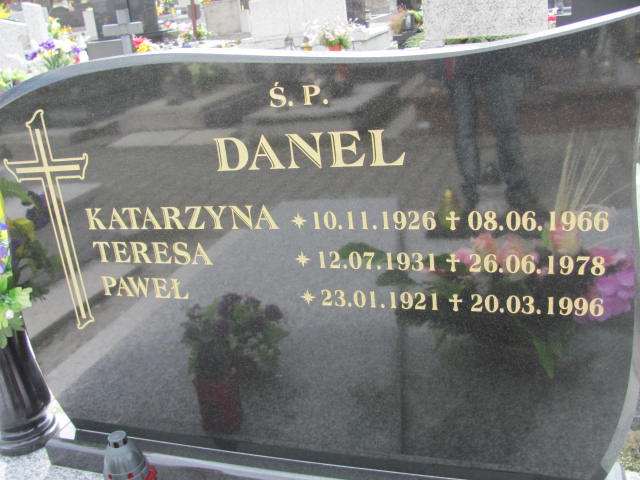 Ś. P.
DANEL
KATARZYNA * 10.11.1926 ✝ 08.06.1966
TERESA * 12.07.1931 ✝ 26.06.1978
PAWEŁ * 23.01.1921 ✝ 20.03.1996